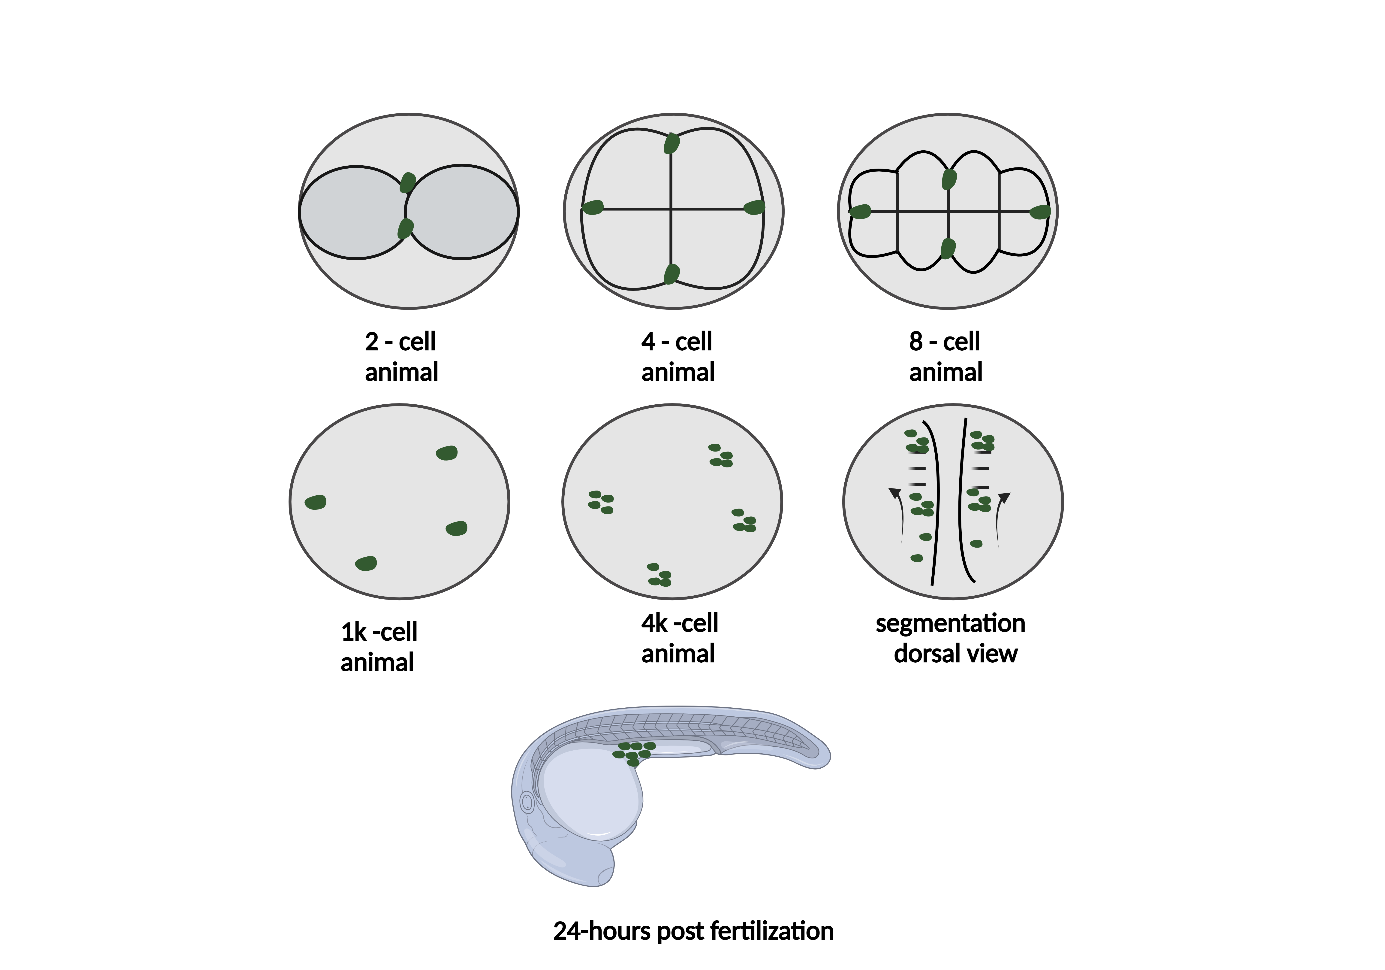 2 - cell
animal
4 - cell
animal
8 - cell
animal
1k -cell
animal
4k -cell
animal
segmentation
dorsal view
24-hours post fertilization